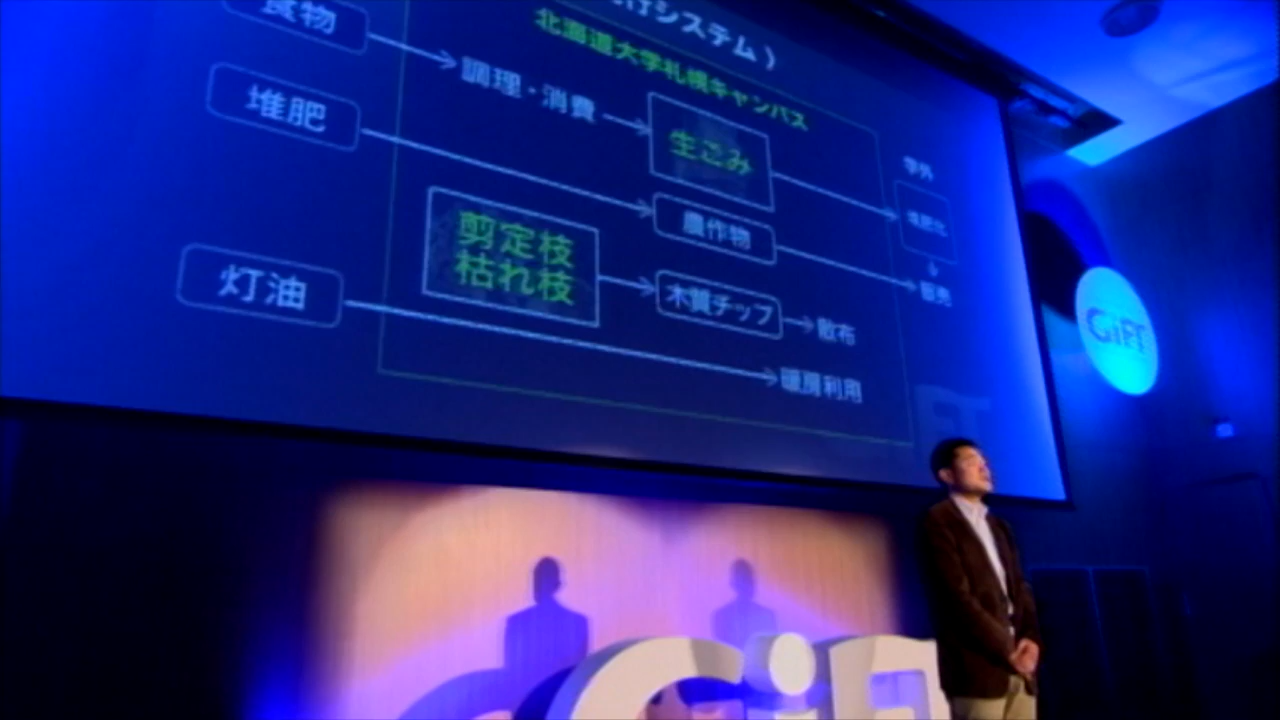 行システム）
北海道大学札幌キャンパス
食物
調理・消費
生ごみ
学外
堆肥化
堆肥
農作物
販売
剪定枝
枯れ枝
木質チップ
散布
灯油
暖房利用
GiFT
GiFT